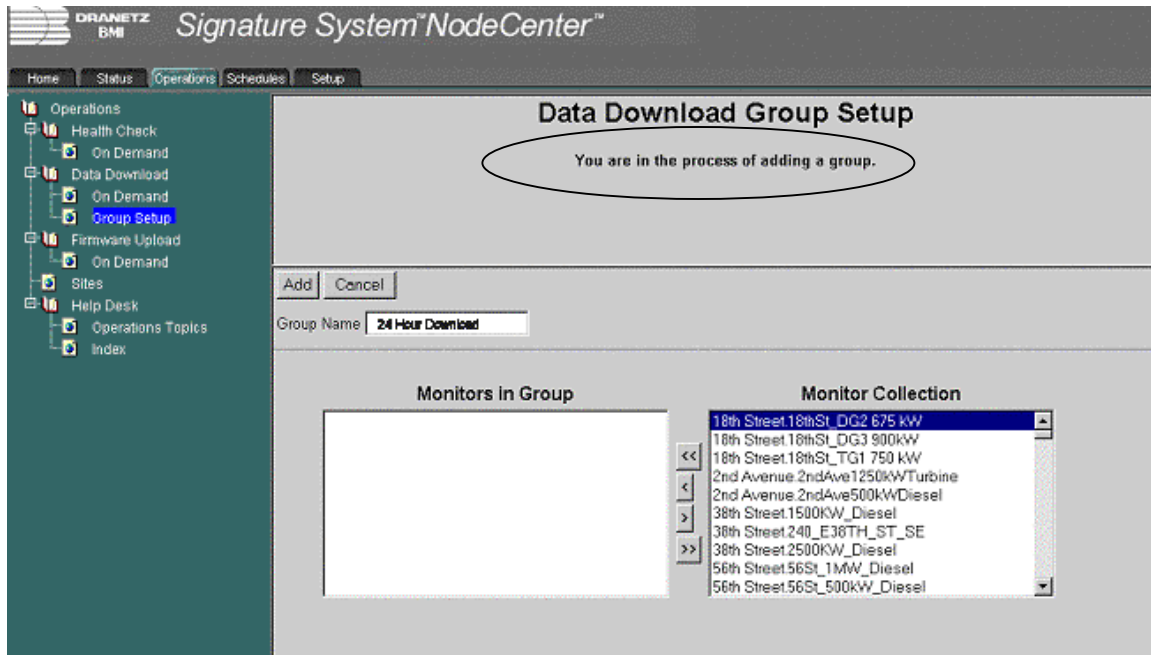 DRANETZ
BMI
Signature System™NodeCenter™
Home Status Operations Schedules Setup
Operations
Health Check
On Demand
Data Download
On Demand
Group Setup
Firmware Upload
On Demand
Sites
Help Desk
Operations Topics
Index
Data Download Group Setup
You are in the process of adding a group.
Add Cancel
Group Name 24 Hour Download
Monitors in Group
<<
<
>
>>
Monitor Collection
18th Street.18thSt_DG2 675 kW
18th Street.18thSt_DG3 900kW
18th Street.18thSt_TG1 750 kW
2nd Avenue.2ndAve1250kWTurbine
2nd Avenue.2ndAve500kWDiesel
38th Street.1500KW_Diesel
38th Street.240_E38TH_ST_SE
38th Street.2500KW_Diesel
56th Street.56St_1MW_Diesel
56th Street.56St_500kW_Diesel